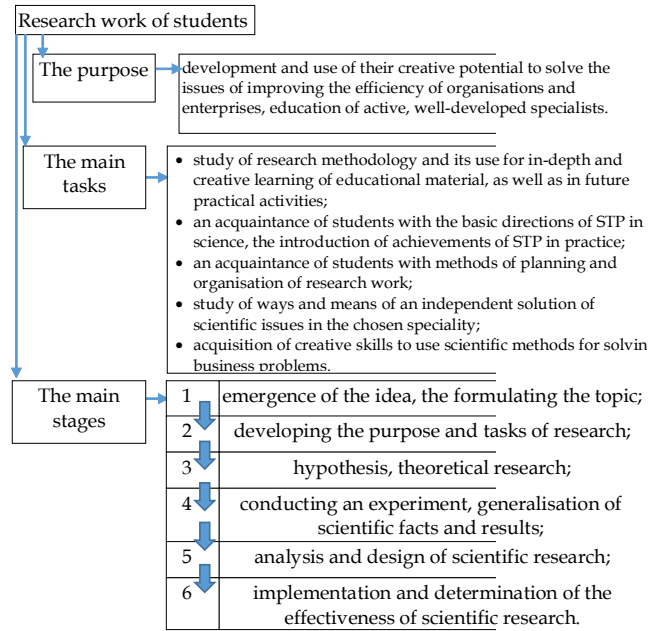 Research work of students
The purpose
development and use of their creative potential to solve the
issues of improving the efficiency of organisations and
enterprises, education of active, well-developed specialists.
The main
tasks
• study of research methodology and its use for in-depth and
creative learning of educational material, as well as in future
practical activities;
• an acquaintance of students with the basic directions of STP in
science, the introduction of achievements of STP in practice;
• an acquaintance of students with methods of planning and
organisation of research work;
• study of ways and means of an independent solution of
scientific issues in the chosen speciality;
• acquisition of creative skills to use scientific methods for solvin
business problems.
The main
stages
1 emergence of the idea, the formulating the topic;
2 developing the purpose and tasks of research;
3 hypothesis, theoretical research;
4 conducting an experiment, generalisation of
scientific facts and results;
5 analysis and design of scientific research;
6 implementation and determination of the
effectiveness of scientific research.